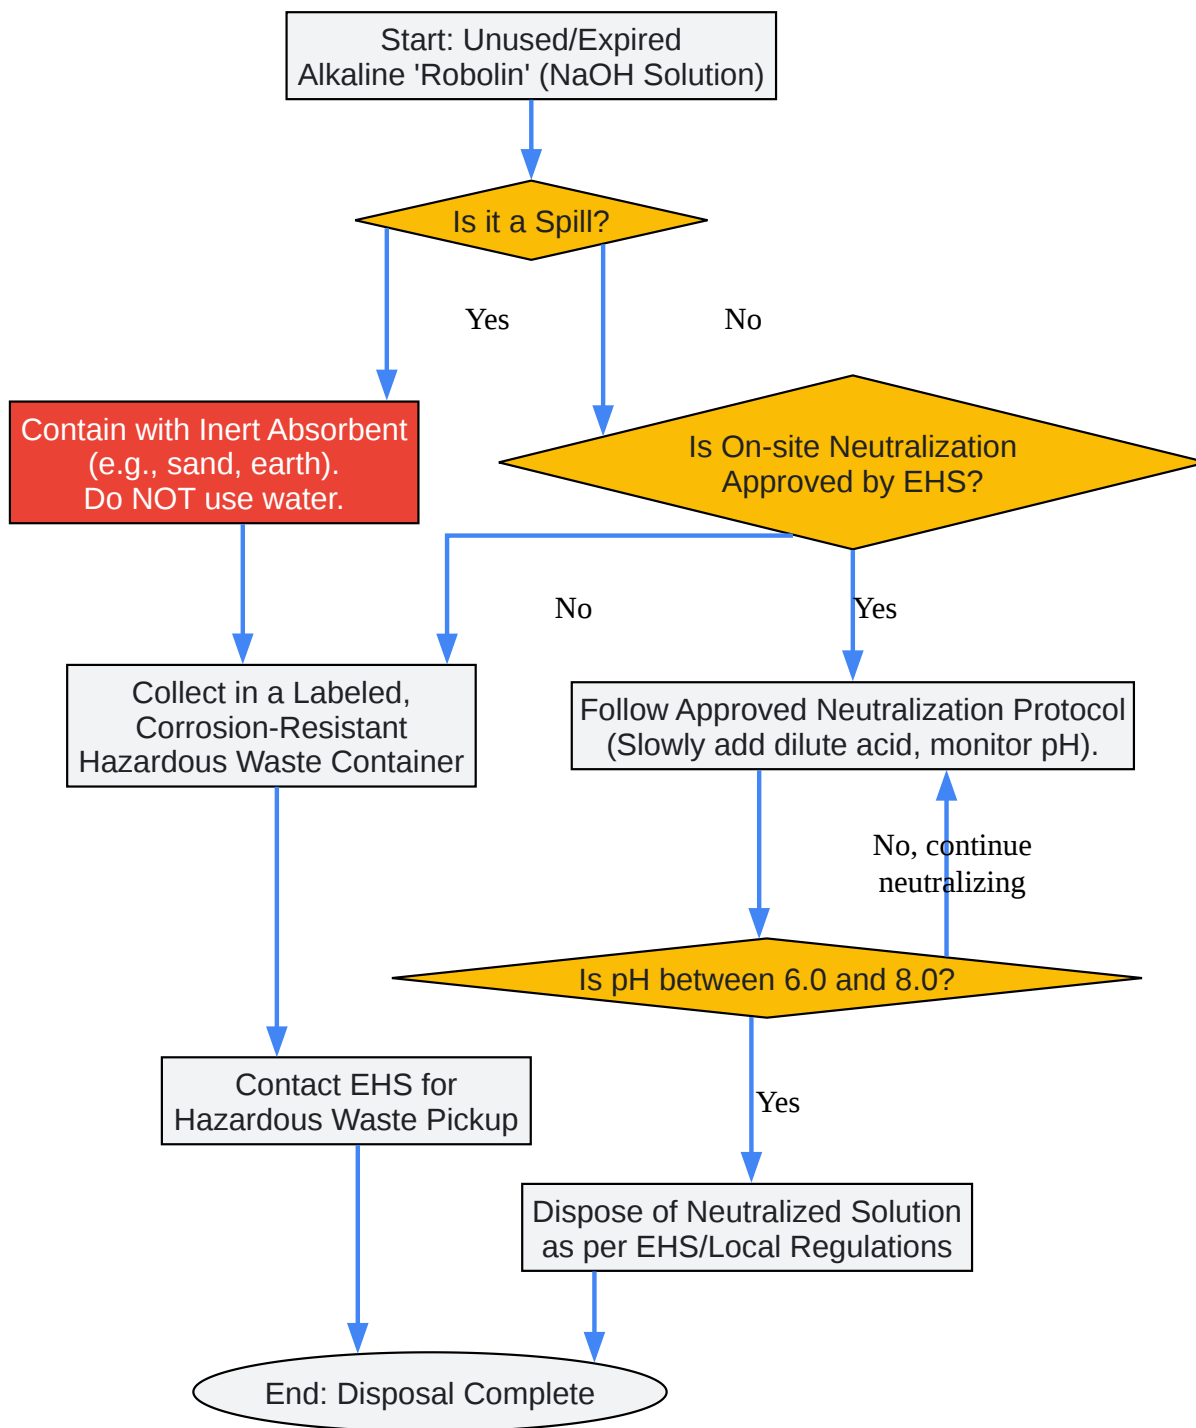 Start: Unused/Expired
Alkaline 'Robolin' (NaOH Solution)
Is it a Spill?
Yes
No
Contain with Inert Absorbent
(e.g., sand, earth).
Do NOT use water.
Is On-site Neutralization
Approved by EHS?
No
Yes
Collect in a Labeled,
Corrosion-Resistant
Hazardous Waste Container
Follow Approved Neutralization Protocol
(Slowly add dilute acid, monitor pH).
No, continue
neutralizing
Is pH between 6.0 and 8.0?
Contact EHS for
Hazardous Waste Pickup
Yes
Dispose of Neutralized Solution
as per EHS/Local Regulations
End: Disposal Complete